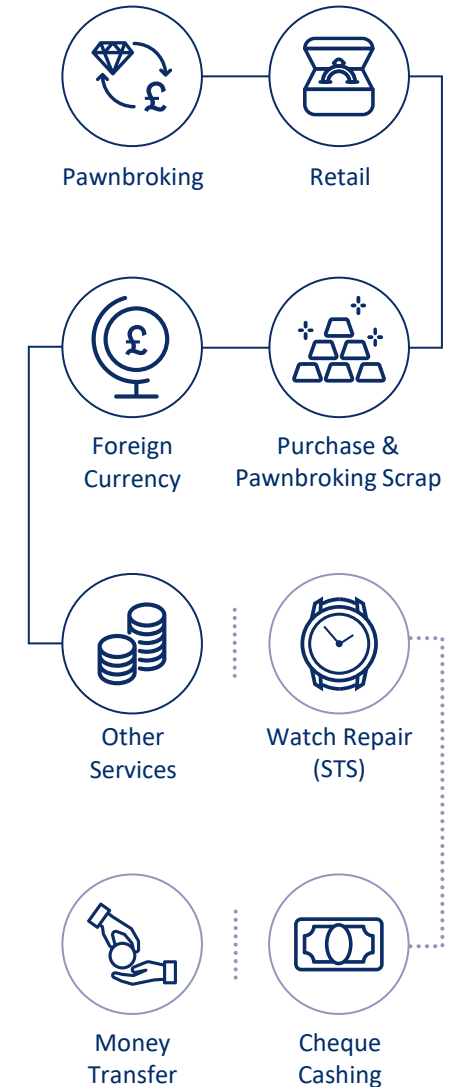 £
Pawnbroking
Retail
£
Foreign
Currency
Purchase &
Pawnbroking Scrap
Other
Services
Watch Repair
(STS)
Money
Transfer
Cheque
Cashing